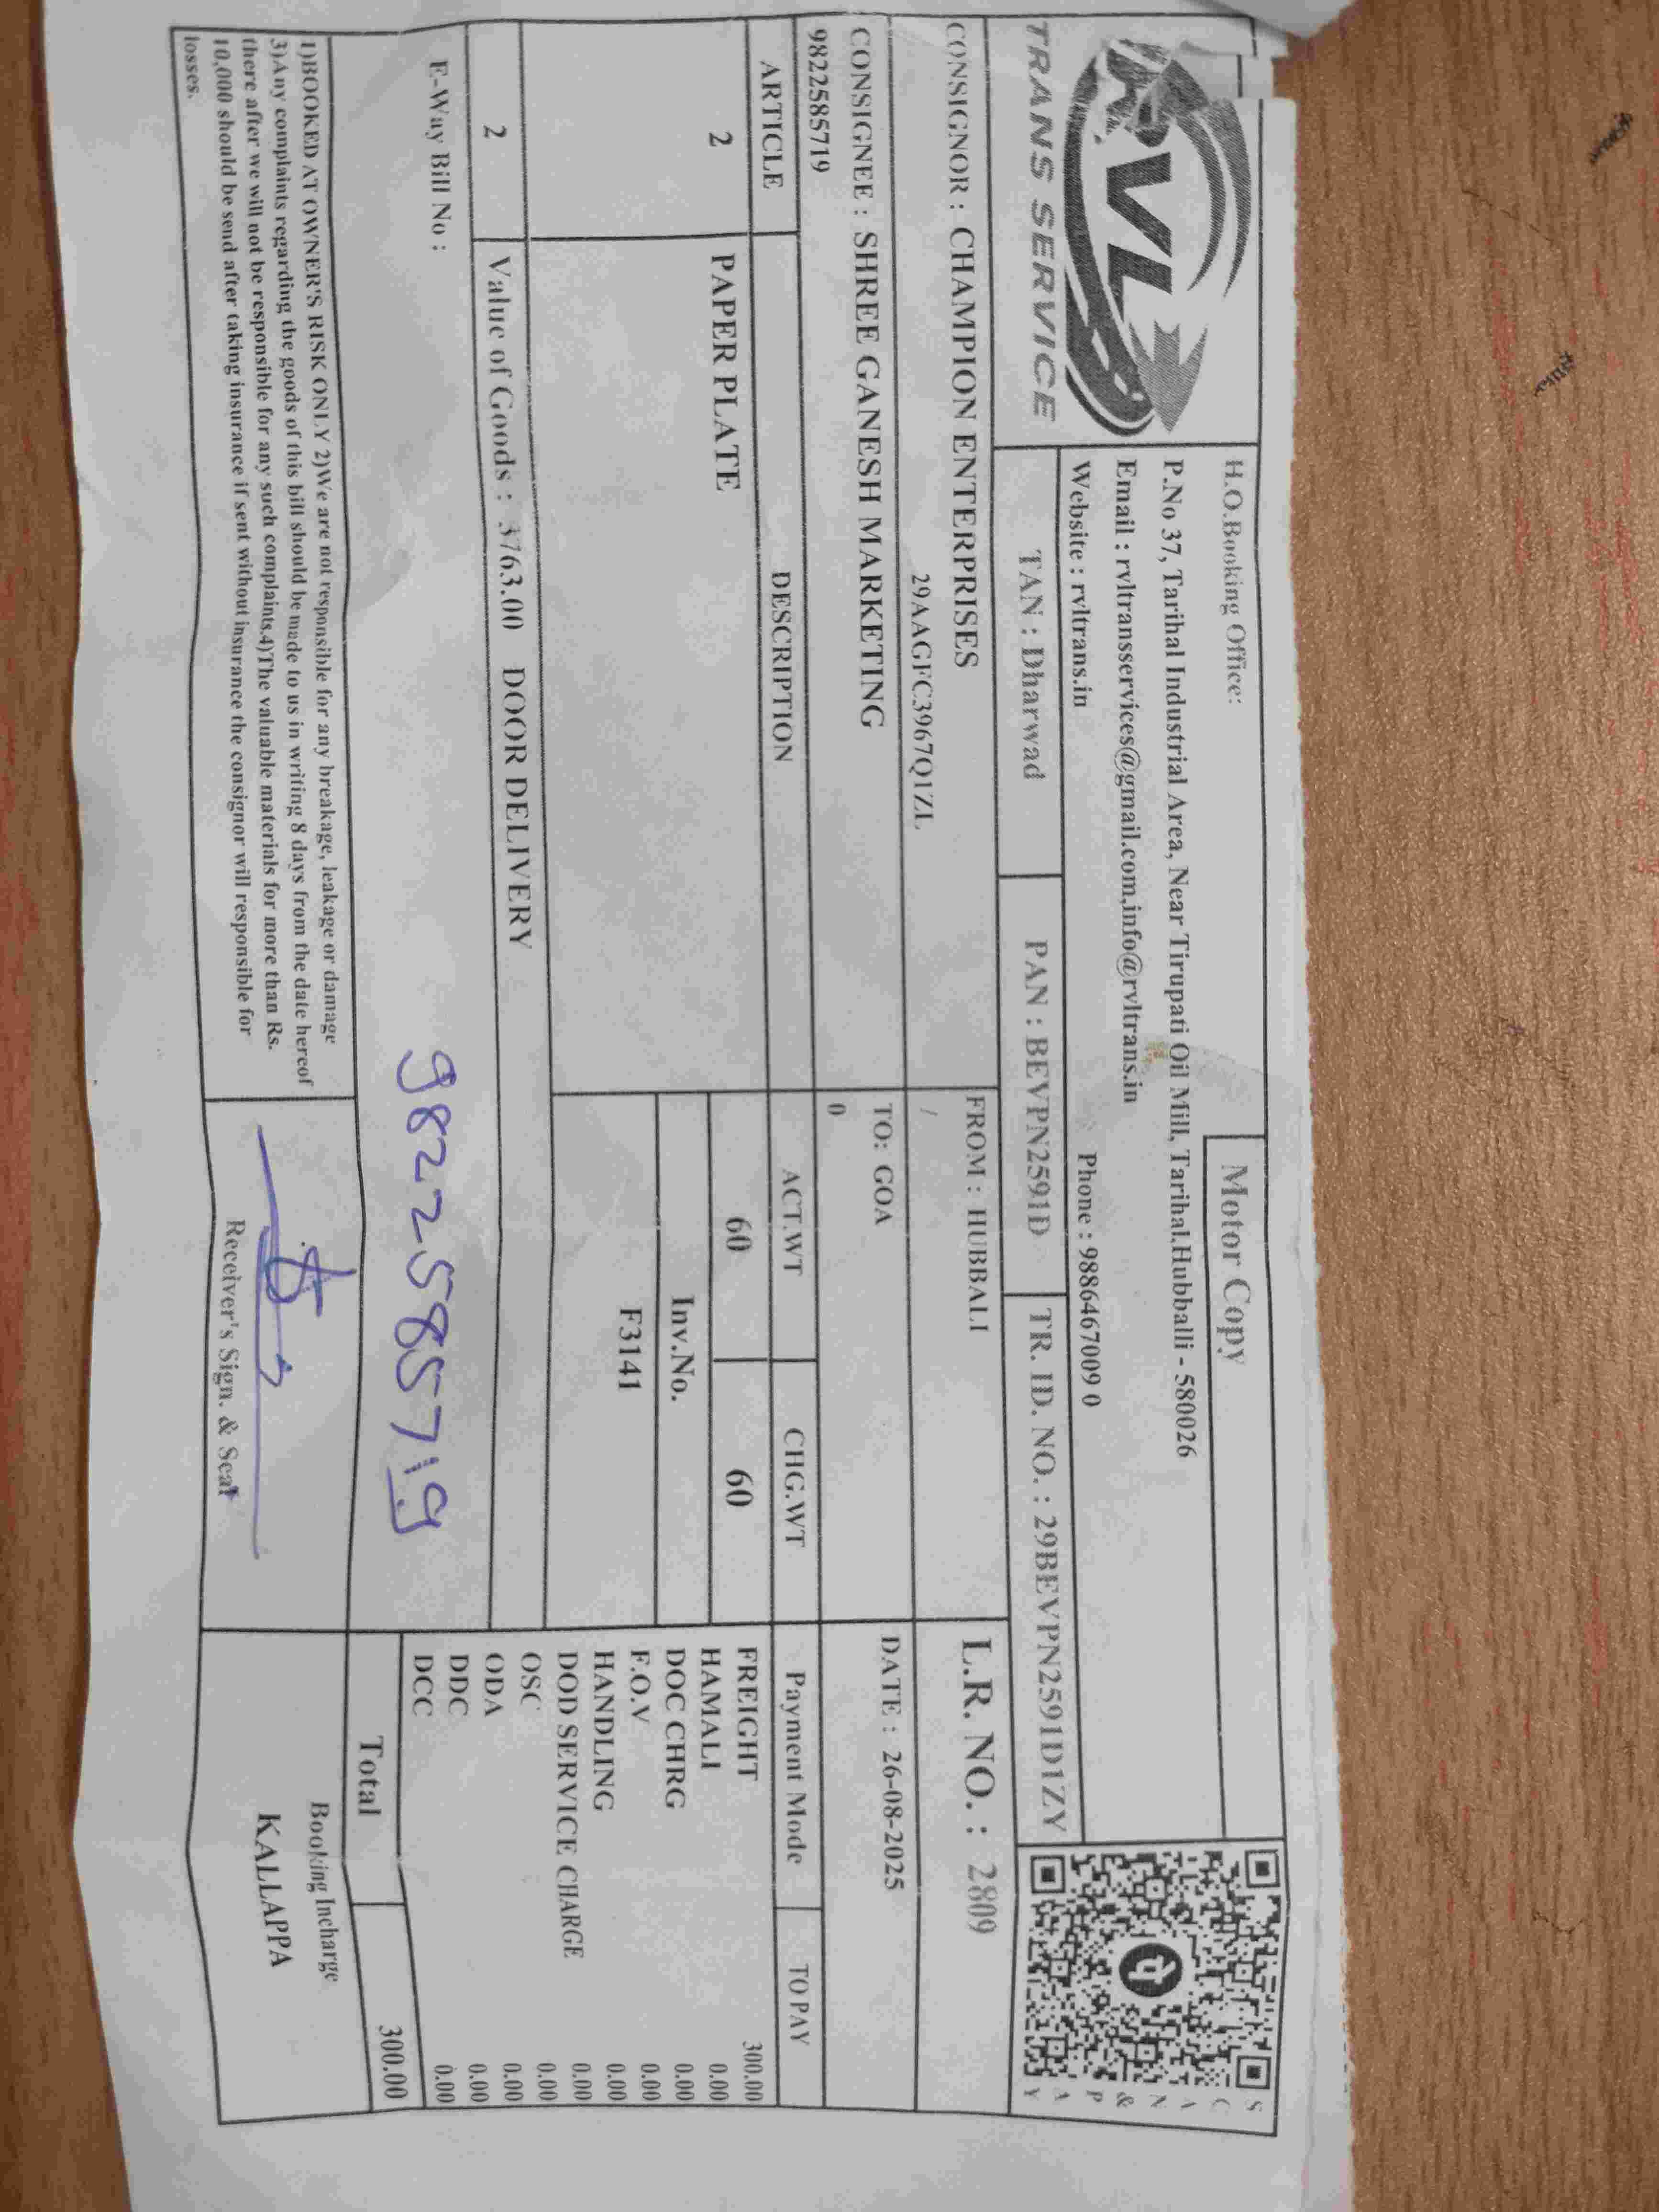 RVL
TRANS SERVICE
H.O.Booking Office:
Motor Copy
P.No 37, Tarihal Industrial Area, Near Tirupati Oil Mill, Tarihal,Hubballi - 580026
Email : rvltransservices@gmail.com,info@rvltrans.in
Website : rvltrans.in Phone : 9886467009 0
SCAN & PAY
TAN : Dharwad PAN : BEVPN2591D TR. ID. NO. : 29BEVPN2591D1ZY
CONSIGNOR : CHAMPION ENTERPRISES FROM : HUBBALI L.R. NO. : 2809
29AAGFC3967Q1ZL /
CONSIGNEE : SHREE GANESH MARKETING TO: GOA DATE : 26-08-2025
9822585719 0
ARTICLE DESCRIPTION ACT.WT CHG.WT Payment Mode TO PAY
2 PAPER PLATE 60 60 FREIGHT 300.00
HAMALI 0.00
Inv.No. DOC CHRG 0.00
F3141 F.O.V 0.00
HANDLING 0.00
DOD SERVICE CHARGE 0.00
OSC 0.00
2 Value of Goods : 3763.00 DOOR DELIVERY ODA 0.00
DDC 0.00
DCC 0.00
E-Way Bill No :
9822585719
Total 300.00
1)BOOKED AT OWNER'S RISK ONLY 2)We are not responsible for any breakage, leakage or damage
3)Any complaints regarding the goods of this bill should be made to us in writing 8 days from the date hereof
there after we will not be responsible for any such complaints.4)The valuable materials for more than Rs.
10,000 should be send after taking insurance if sent without insurance the consignor will responsible for
losses.
Receiver's Sign. & Seal
Booking Incharge
KALLAPPA